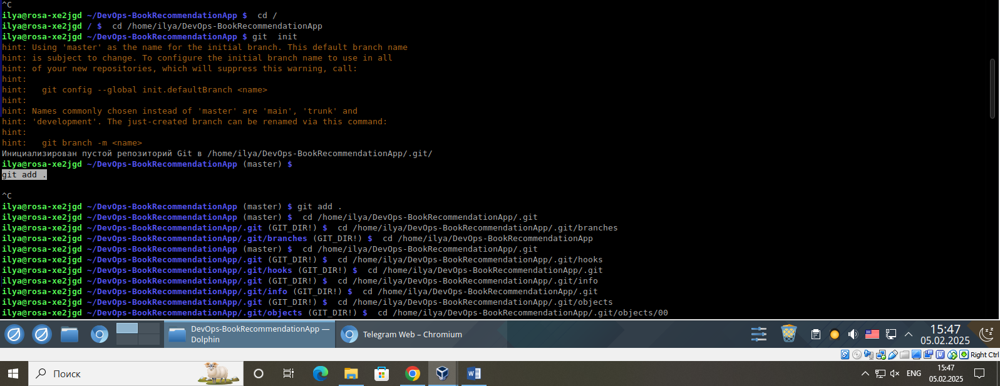 ^C
ilya@rosa-xe2jgd ~/DevOps-BookRecommendationApp $  cd /
ilya@rosa-xe2jgd / $  cd /home/ilya/DevOps-BookRecommendationApp
ilya@rosa-xe2jgd ~/DevOps-BookRecommendationApp $ git  init
hint: Using 'master' as the name for the initial branch. This default branch name
hint: is subject to change. To configure the initial branch name to use in all
hint: of your new repositories, which will suppress this warning, call:
hint:
hint:   git config --global init.defaultBranch <name>
hint:
hint: Names commonly chosen instead of 'master' are 'main', 'trunk' and
hint: 'development'. The just-created branch can be renamed via this command:
hint:
hint:   git branch -m <name>
Инициализирован пустой репозиторий Git в /home/ilya/DevOps-BookRecommendationApp/.git/
ilya@rosa-xe2jgd ~/DevOps-BookRecommendationApp (master) $
git add .
^C
ilya@rosa-xe2jgd ~/DevOps-BookRecommendationApp (master) $ git add .
ilya@rosa-xe2jgd ~/DevOps-BookRecommendationApp (master) $  cd /home/ilya/DevOps-BookRecommendationApp/.git
ilya@rosa-xe2jgd ~/DevOps-BookRecommendationApp/.git (GIT_DIR!) $  cd /home/ilya/DevOps-BookRecommendationApp/.git/branches
ilya@rosa-xe2jgd ~/DevOps-BookRecommendationApp/.git/branches (GIT_DIR!) $  cd /home/ilya/DevOps-BookRecommendationApp
ilya@rosa-xe2jgd ~/DevOps-BookRecommendationApp (master) $  cd /home/ilya/DevOps-BookRecommendationApp/.git
ilya@rosa-xe2jgd ~/DevOps-BookRecommendationApp/.git (GIT_DIR!) $  cd /home/ilya/DevOps-BookRecommendationApp/.git/hooks
ilya@rosa-xe2jgd ~/DevOps-BookRecommendationApp/.git/hooks (GIT_DIR!) $  cd /home/ilya/DevOps-BookRecommendationApp/.git
ilya@rosa-xe2jgd ~/DevOps-BookRecommendationApp/.git (GIT_DIR!) $  cd /home/ilya/DevOps-BookRecommendationApp/.git/info
ilya@rosa-xe2jgd ~/DevOps-BookRecommendationApp/.git/info (GIT_DIR!) $  cd /home/ilya/DevOps-BookRecommendationApp/.git
ilya@rosa-xe2jgd ~/DevOps-BookRecommendationApp/.git (GIT_DIR!) $  cd /home/ilya/DevOps-BookRecommendationApp/.git/objects
ilya@rosa-xe2jgd ~/DevOps-BookRecommendationApp/.git/objects (GIT_DIR!) $  cd /home/ilya/DevOps-BookRecommendationApp/.git/objects/00
DevOps-BookRecommendationApp —
Dolphin
Telegram Web – Chromium
15:47
05.02.2025
Right Ctrl
Поиск
ENG
15:47
05.02.2025